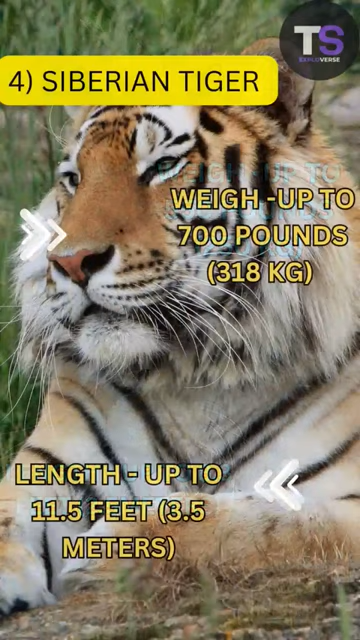 TS
EXPLOVERSE
4) SIBERIAN TIGER
WEIGH -UP TO
700 POUNDS
(318 KG)
LENGTH - UP TO
11.5 FEET (3.5
METERS)